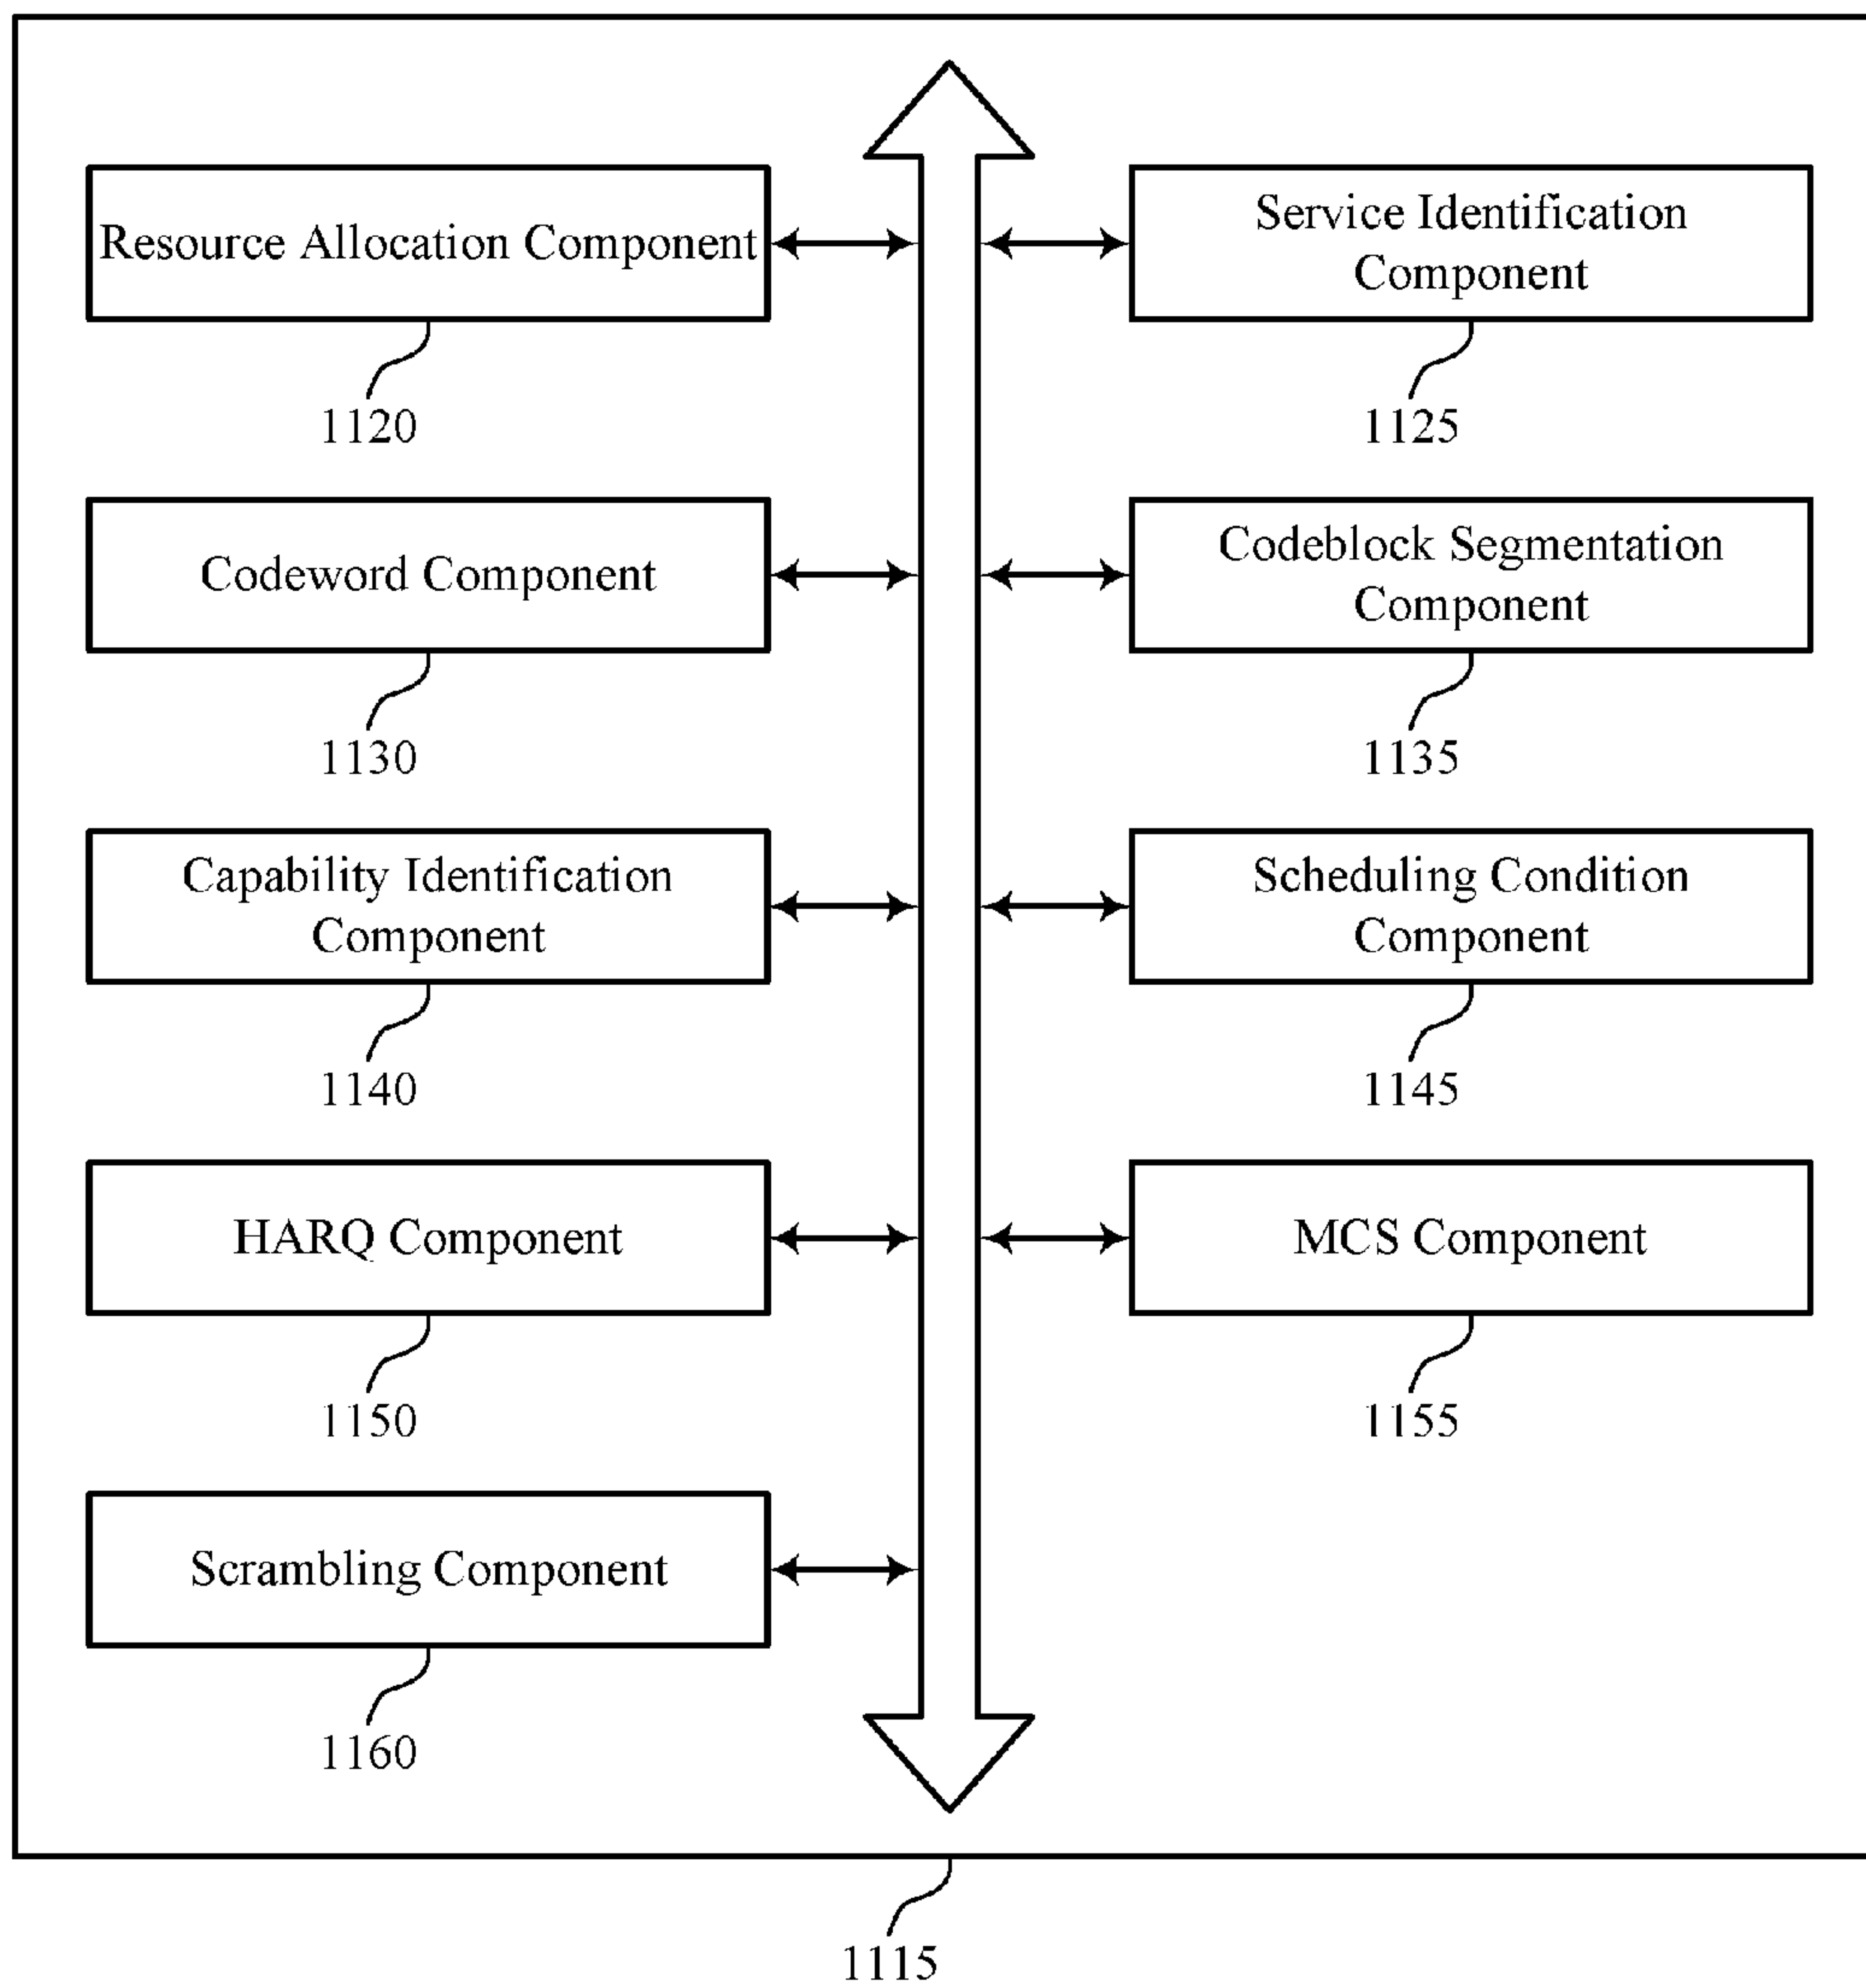 Resource Allocation Component
1120
Service Identification
Component
1125
Codeword Component
1130
Codeblock Segmentation
Component
1135
Capability Identification
Component
1140
Scheduling Condition
Component
1145
HARQ Component
1150
MCS Component
1155
Scrambling Component
1160
1115